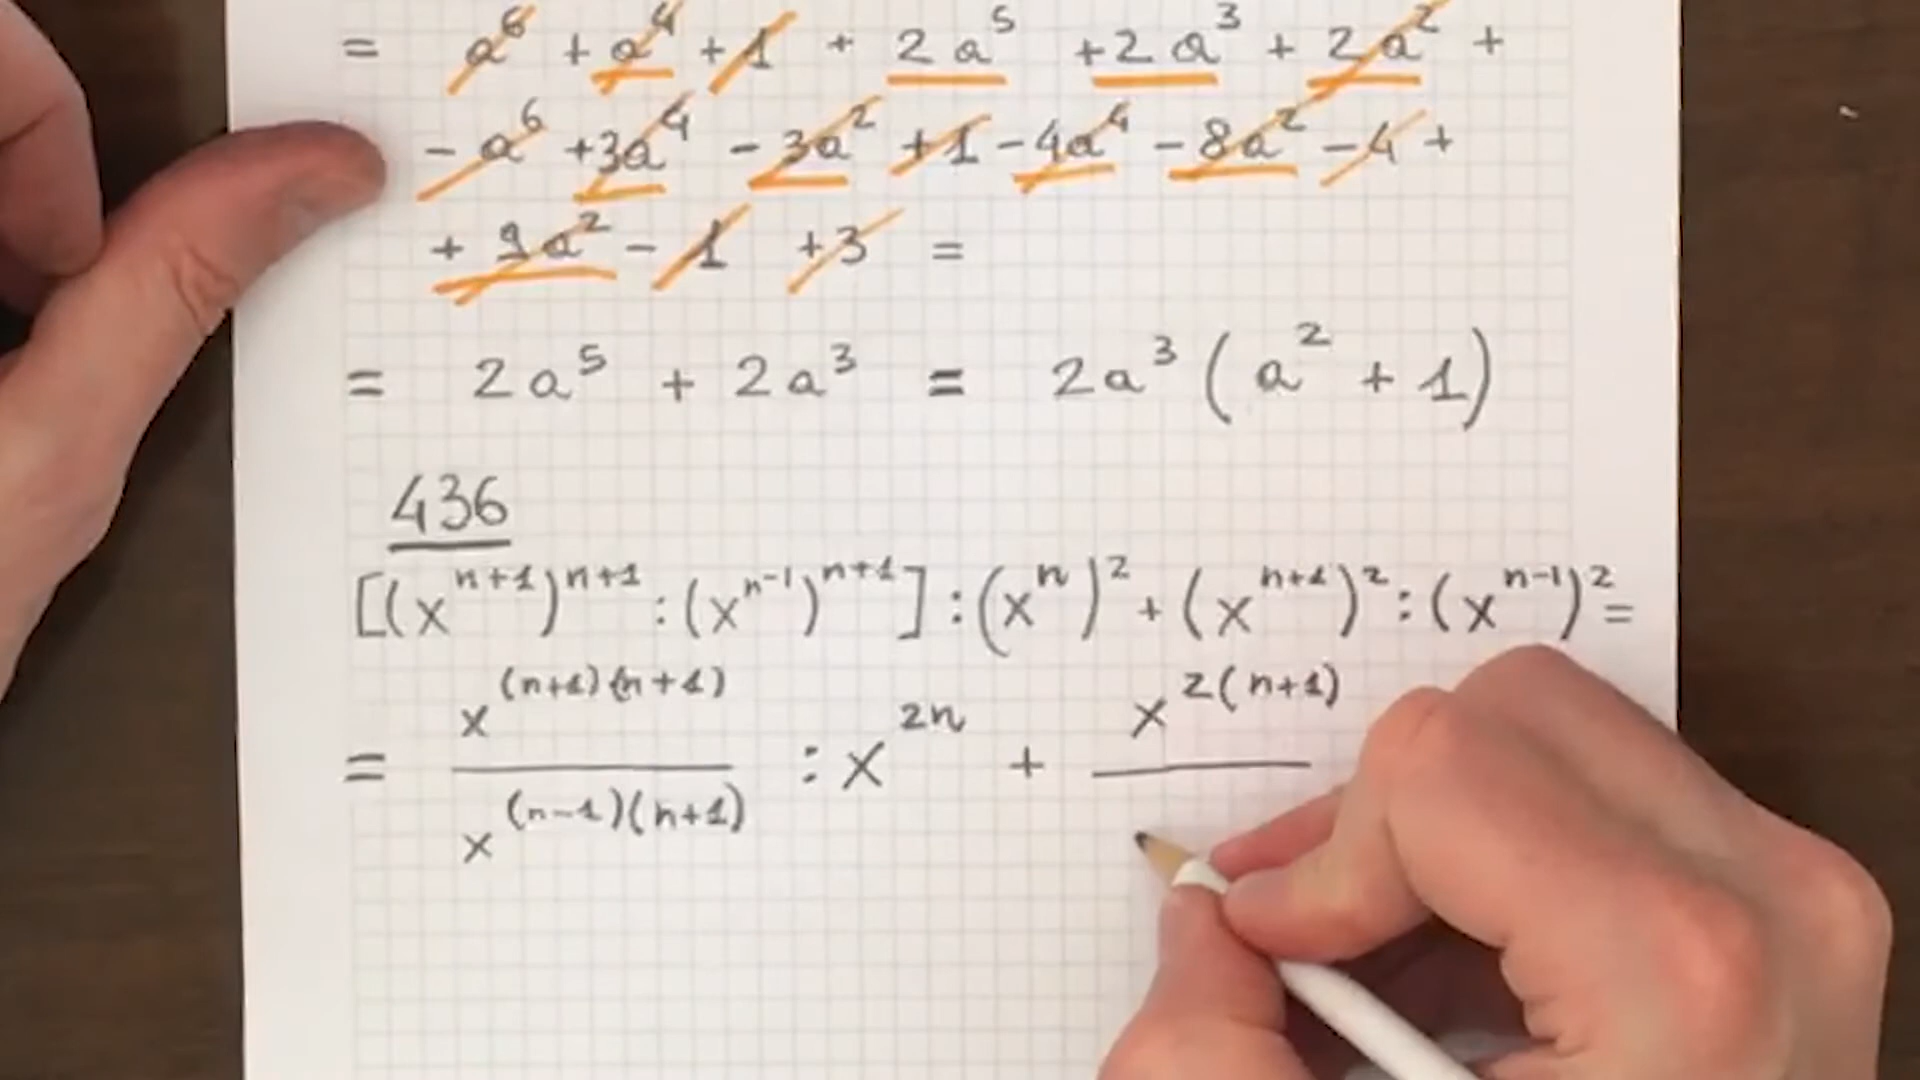 = a⁶ + a⁴ + 1 + 2a⁵ + 2a³ + 2a² +
- a⁶ + 3a⁴ - 3a² + 1 - 4a⁴ - 8a² - 4 +
+ 9a² - 1 + 3 =
= 2a⁵ + 2a³ = 2a³ (a² + 1)
436
[(x^(n+1))^(n+1) : (x^(n-1))^(n+1)] : (x^n)² + (x^(n+1))² : (x^(n-1))² =
= x^((n+1)(n+1)) / x^((n-1)(n+1)) : x^(2n) + x^(2(n+1)) /